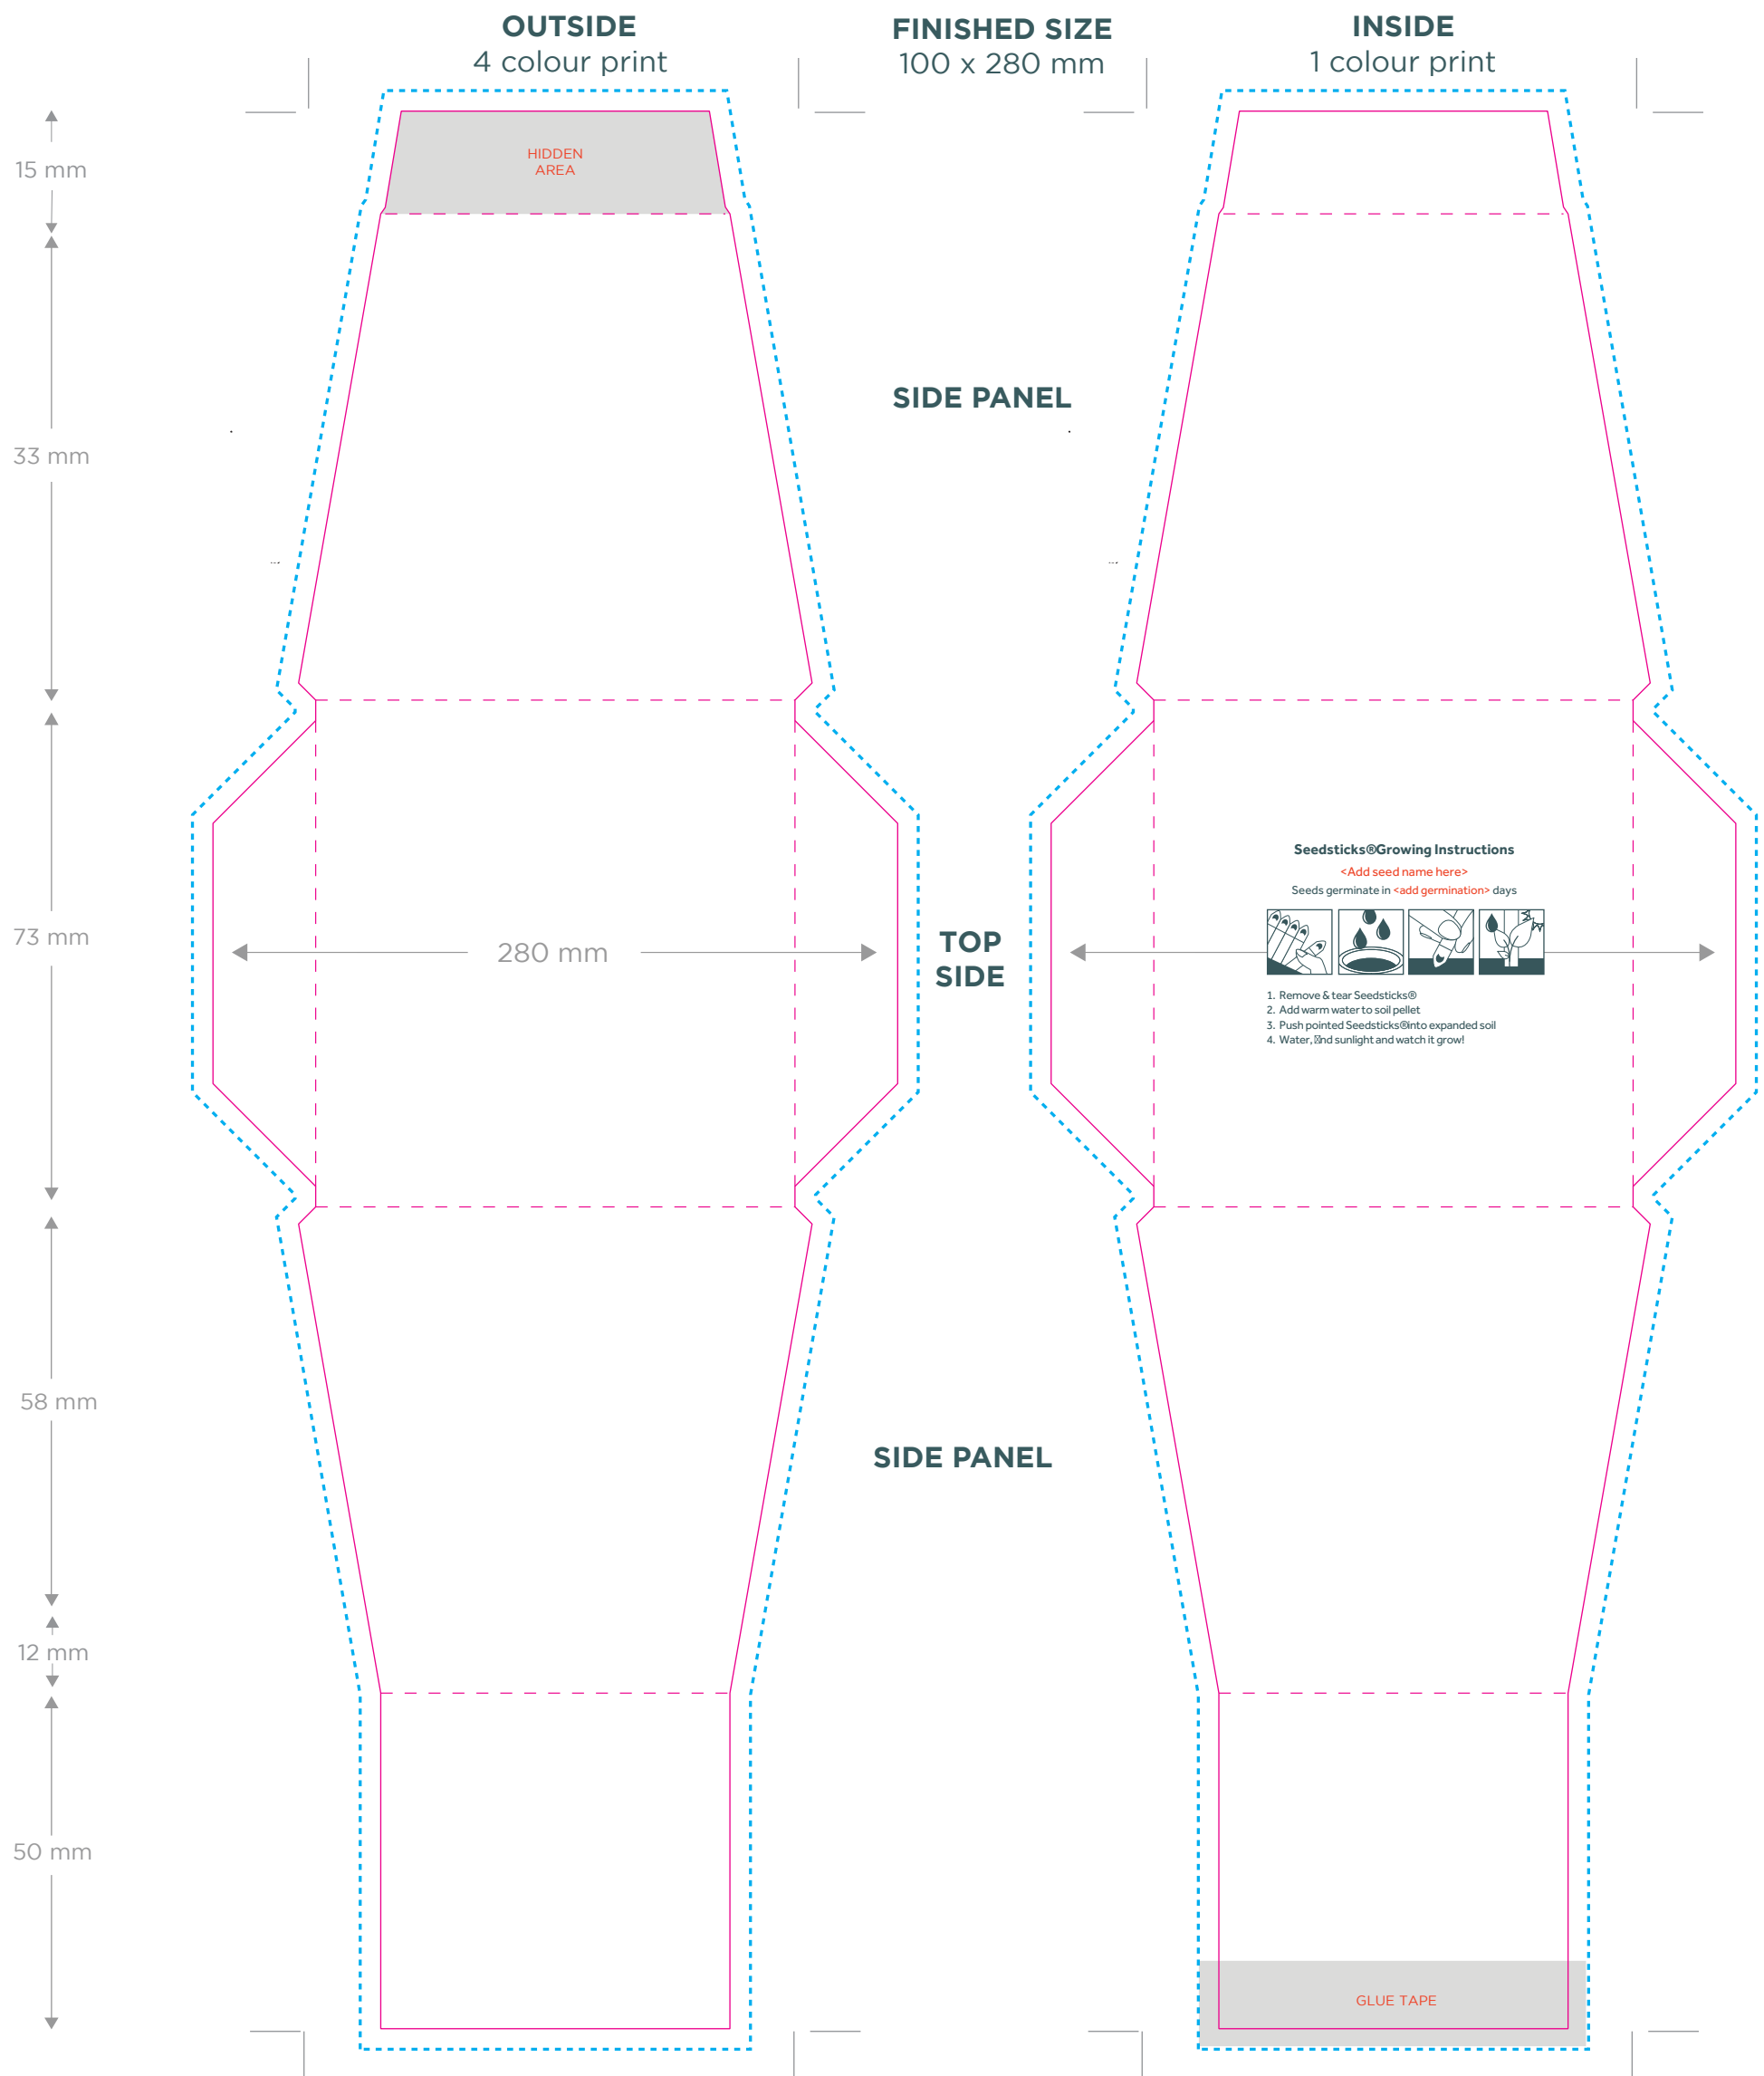 OUTSIDE
4 colour print
FINISHED SIZE
100 x 280 mm
INSIDE
1 colour print
HIDDEN
AREA
15 mm
SIDE PANEL
33 mm
Seedsticks®Growing Instructions
<Add seed name here>
Seeds germinate in <add germination> days
73 mm
280 mm
TOP
SIDE
1. Remove & tear Seedsticks®
2. Add warm water to soil pellet
3. Push pointed Seedsticks®into expanded soil
4. Water, nd sunlight and watch it grow!
58 mm
SIDE PANEL
12 mm
50 mm
GLUE TAPE